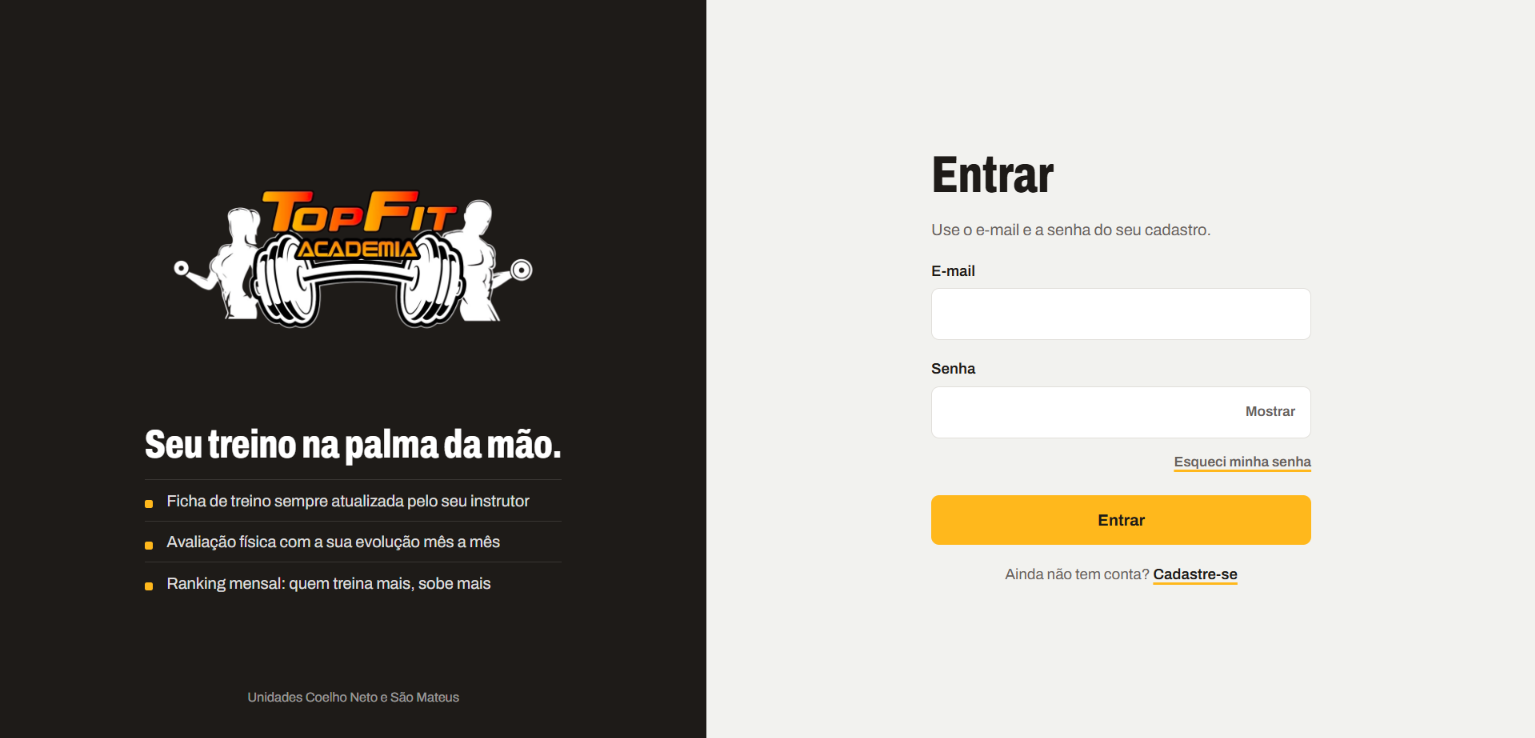 TopFit
ACADEMIA
Seu treino na palma da mão.
Ficha de treino sempre atualizada pelo seu instrutor
Avaliação física com a sua evolução mês a mês
Ranking mensal: quem treina mais, sobe mais
Unidades Coelho Neto e São Mateus
Entrar
Use o e-mail e a senha do seu cadastro.
E-mail
Senha
Mostrar
Esqueci minha senha
Entrar
Ainda não tem conta? Cadastre-se